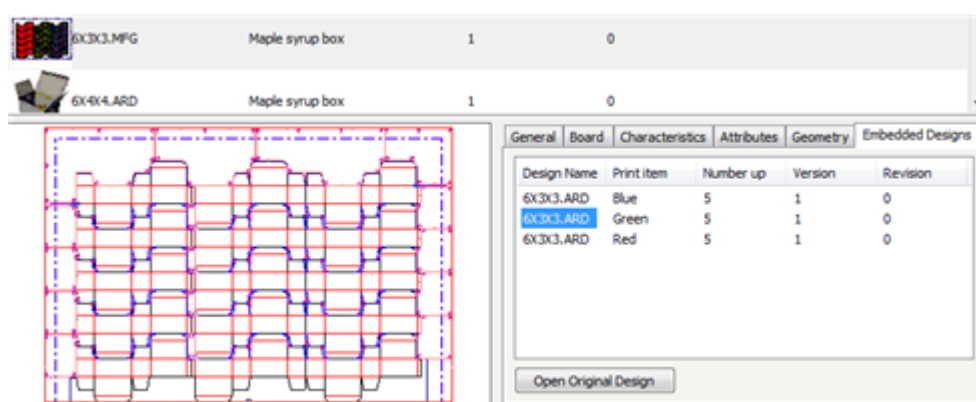 6X3X3.MFG Maple syrup box 1 0
6X4X4.ARD Maple syrup box 1 0
General Board Characteristics Attributes Geometry Embedded Designs
Design Name Print item Number up Version Revision
6X3X3.ARD Blue 5 1 0
6X3X3.ARD Green 5 1 0
6X3X3.ARD Red 5 1 0
Open Original Design